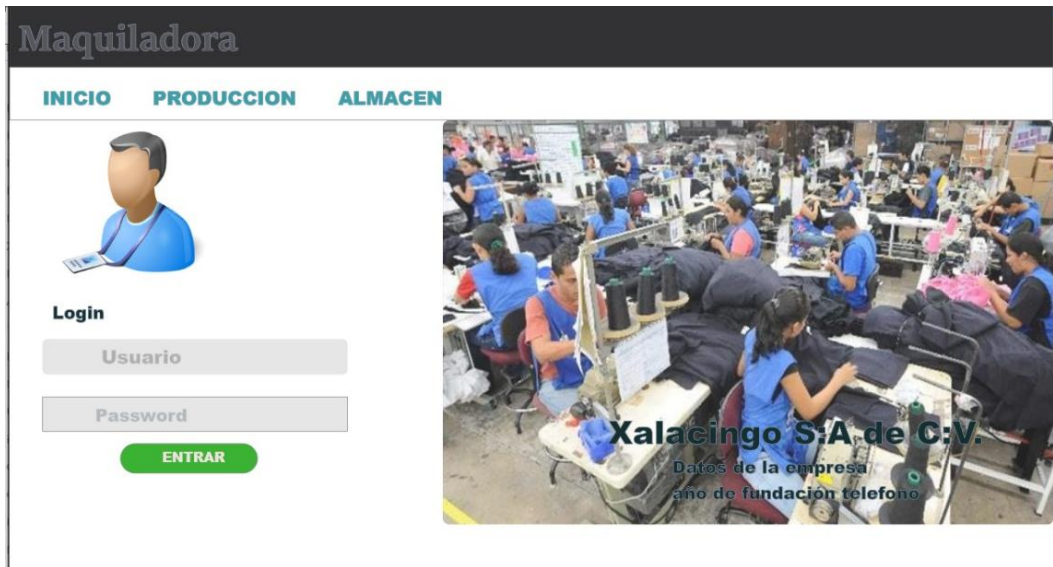 Maquiladora
INICIO PRODUCCION ALMACEN
Login
Usuario
Password
ENTRAR
Xalacingo S:A de C:V.
Datos de la empresa
año de fundación telefono